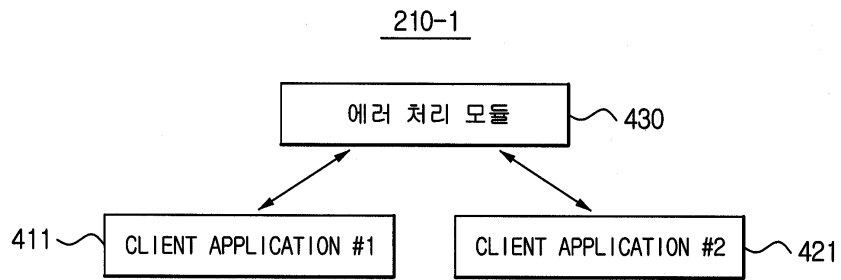 210-1
에러 처리 모듈
430
411
CLIENT APPLICATION #1
CLIENT APPLICATION #2
421